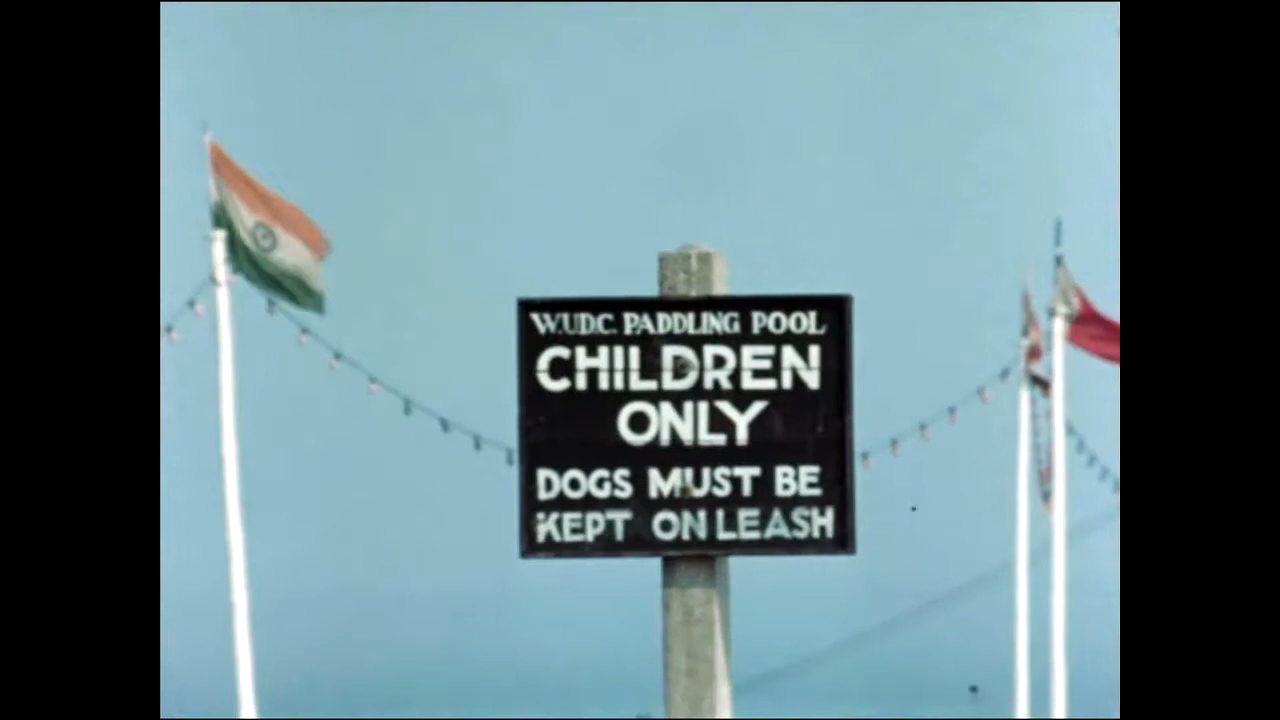 W.U.D.C. PADDLING POOL
CHILDREN
ONLY
DOGS MUST BE
KEPT ON LEASH